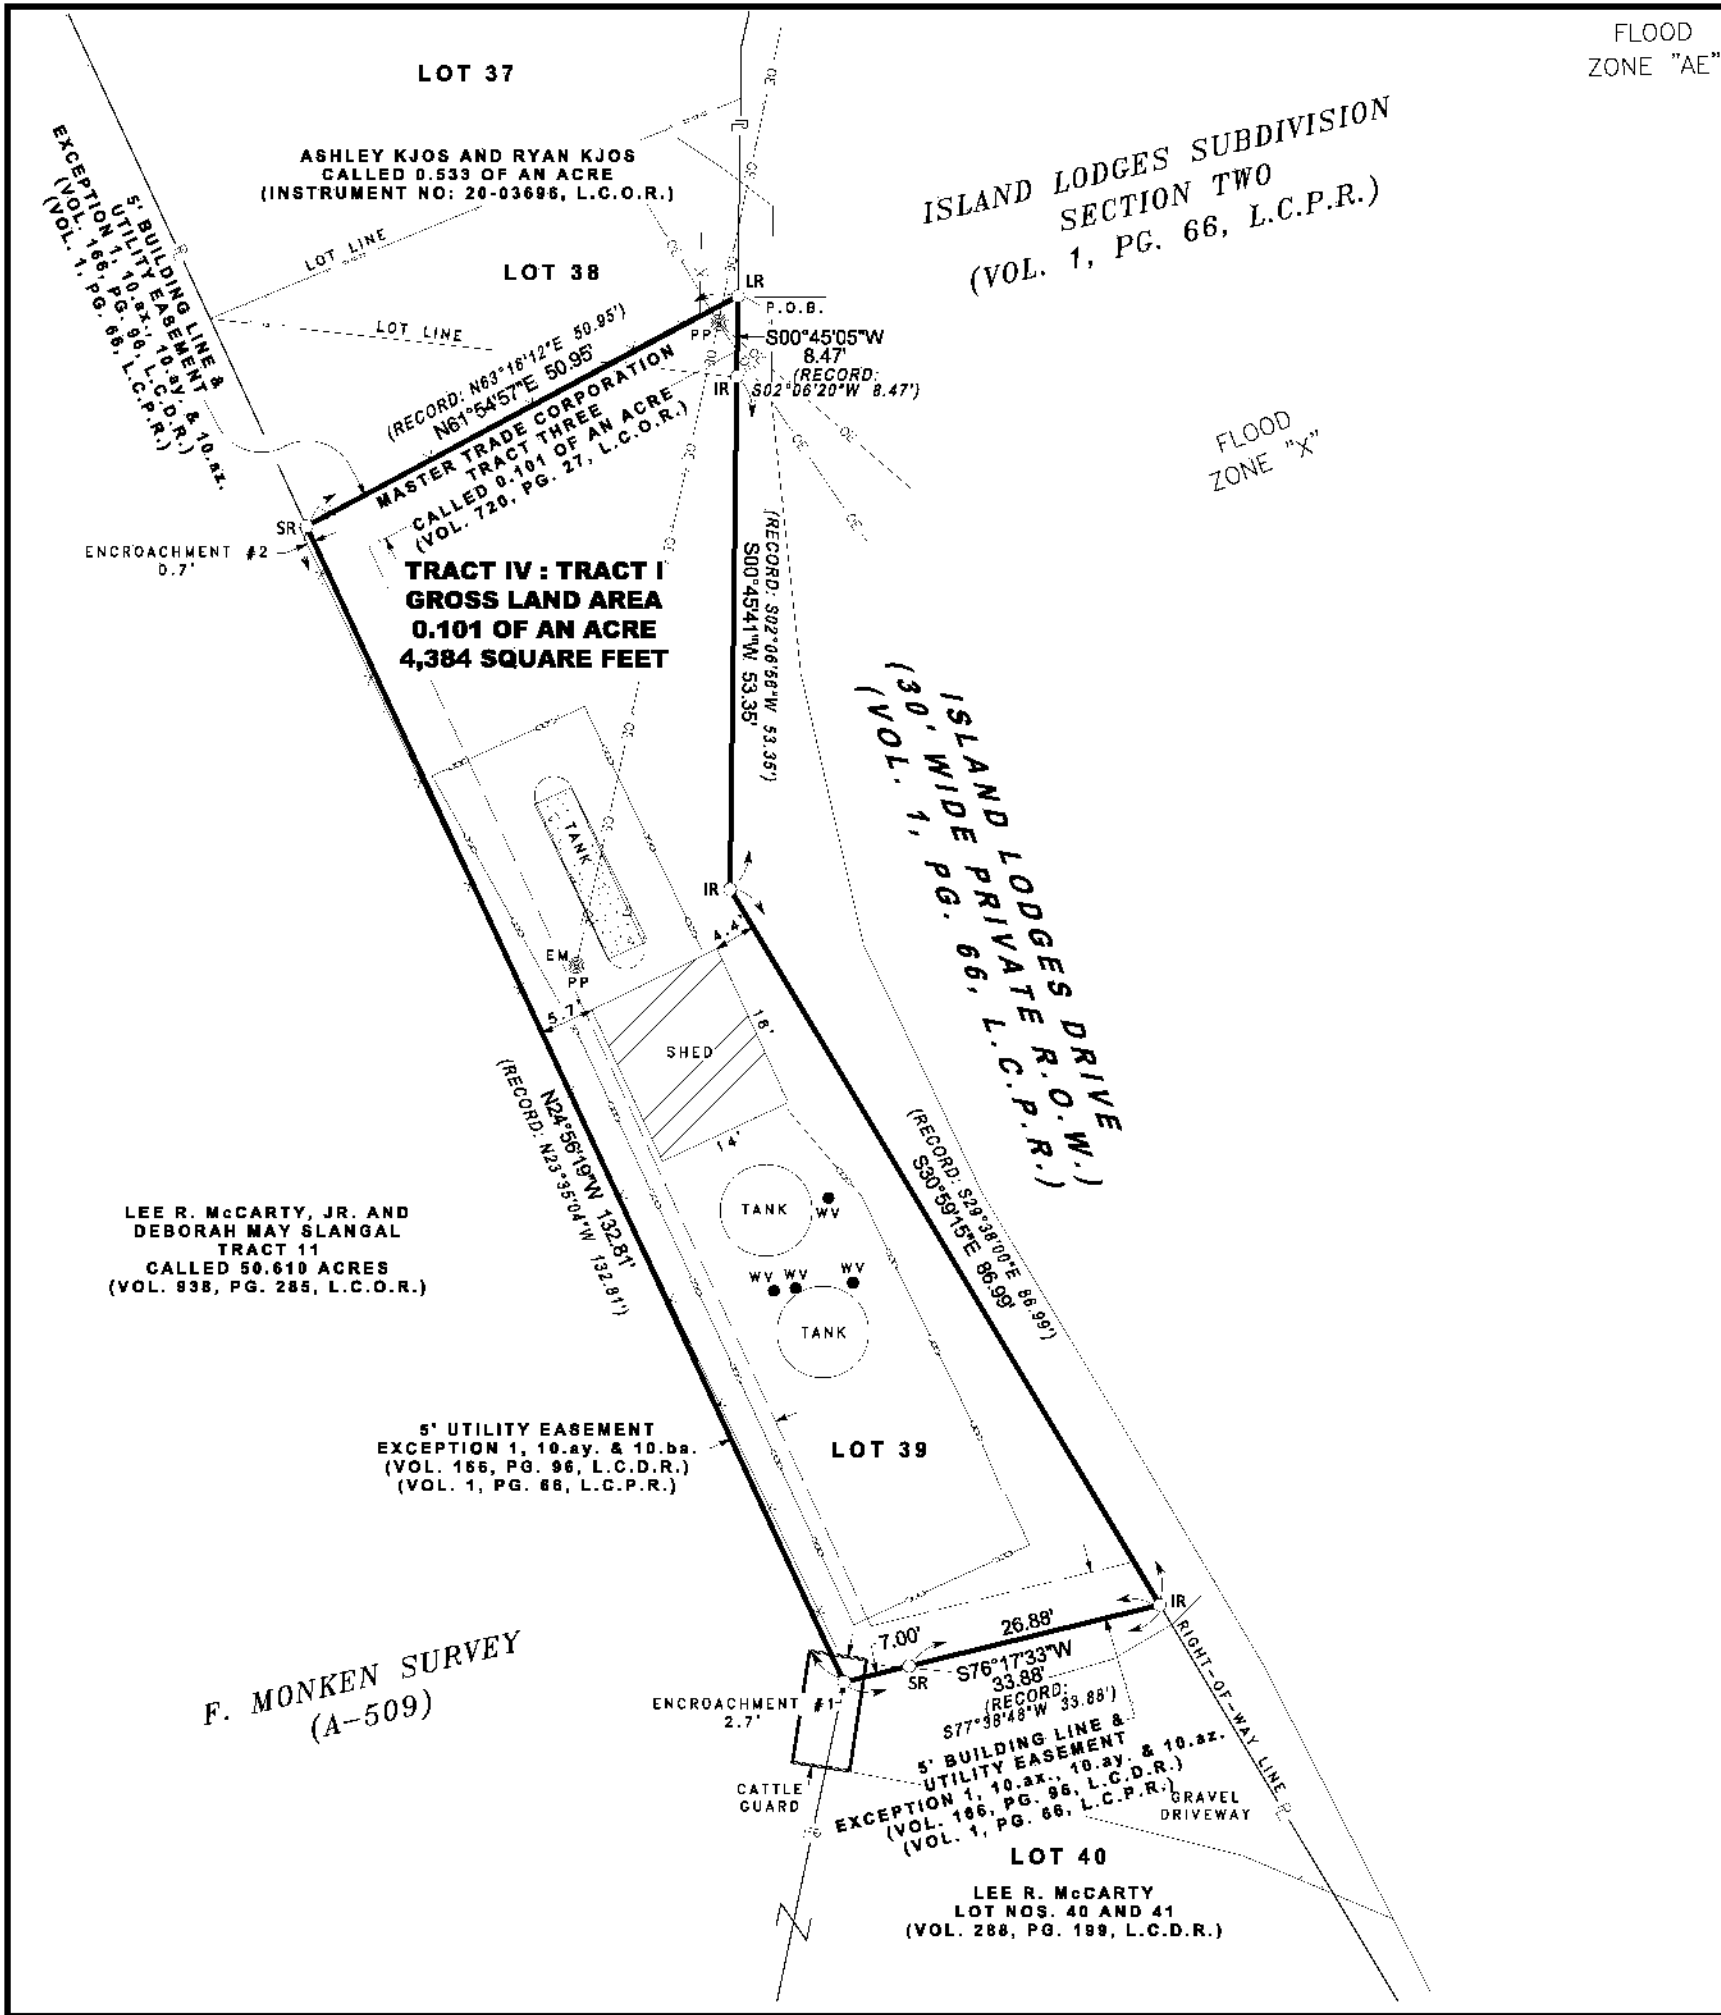 FLOOD
ZONE "AE"
LOT 37
ASHLEY KJOS AND RYAN KJOS
CALLED 0.533 OF AN ACRE
(INSTRUMENT NO: 20-03696, L.C.O.R.)
ISLAND LODGES SUBDIVISION
SECTION TWO
(VOL. 1, PG. 66, L.C.P.R.)
5' BUILDING LINE &
UTILITY EASEMENT
EXCEPTION 1, 10.ax., 10.ay. & 10.az.
(VOL. 166, PG. 96, L.C.D.R.)
(VOL. 1, PG. 66, L.C.P.R.)
LOT LINE
LOT 38
LOT LINE
LR
P.O.B.
PP
S00°45'05"W
8.47'
(RECORD:
S02°06'20"W 8.47')
IR
(RECORD: N63°16'12"E 50.95')
N61°54'57"E 50.95'
MASTER TRADE CORPORATION
TRACT THREE
CALLED 0.101 OF AN ACRE
(VOL. 720, PG. 27, L.C.O.R.)
FLOOD
ZONE "X"
SR
ENCROACHMENT #2
0.7'
TRACT IV : TRACT I
GROSS LAND AREA
0.101 OF AN ACRE
4,384 SQUARE FEET
(RECORD: S02°06'56"W 53.35')
S00°45'41"W 53.35'
ISLAND LODGES DRIVE
(30' WIDE PRIVATE R.O.W.)
(VOL. 1, PG. 66, L.C.P.R.)
TANK
IR
4.4'
EM
PP
5.7'
SHED
16'
14'
N24°56'19"W 132.81'
(RECORD: N23°35'04"W 132.81')
(RECORD: S29°38'00"E 86.99')
S30°59'15"E 86.99'
TANK
WV
LEE R. McCARTY, JR. AND
DEBORAH MAY SLANGAL
TRACT 11
CALLED 50.610 ACRES
(VOL. 938, PG. 285, L.C.O.R.)
WV WV WV
TANK
5' UTILITY EASEMENT
EXCEPTION 1, 10.ay. & 10.ba.
(VOL. 166, PG. 96, L.C.D.R.)
(VOL. 1, PG. 66, L.C.P.R.)
LOT 39
IR
7.00'
26.88'
SR
S76°17'33"W
33.88'
(RECORD:
S77°38'48"W 33.88')
F. MONKEN SURVEY
(A-509)
ENCROACHMENT #1
2.7'
RIGHT-OF-WAY LINE
5' BUILDING LINE &
UTILITY EASEMENT
EXCEPTION 1, 10.ax., 10.ay. & 10.az.
(VOL. 166, PG. 96, L.C.D.R.)
(VOL. 1, PG. 66, L.C.P.R.)
CATTLE
GUARD
GRAVEL
DRIVEWAY
LOT 40
LEE R. McCARTY
LOT NOS. 40 AND 41
(VOL. 288, PG. 199, L.C.D.R.)